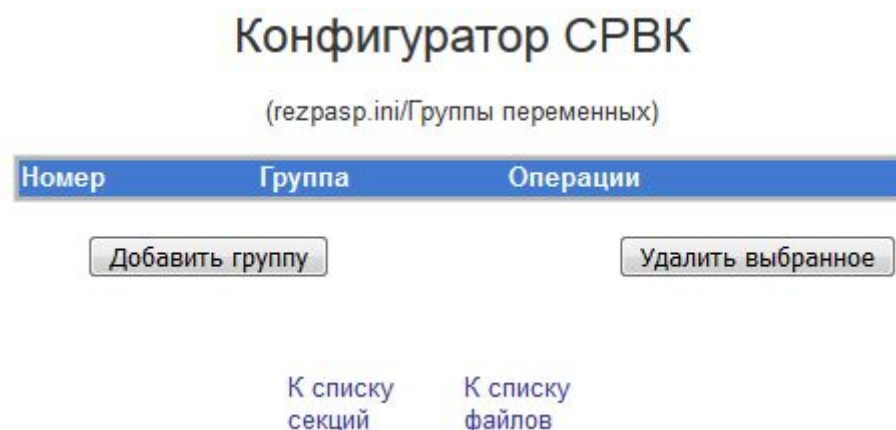 Конфигуратор СРВК
(rezpasp.ini/Группы переменных)
Номер Группа Операции
Добавить группу Удалить выбранное
К списку К списку
секций файлов